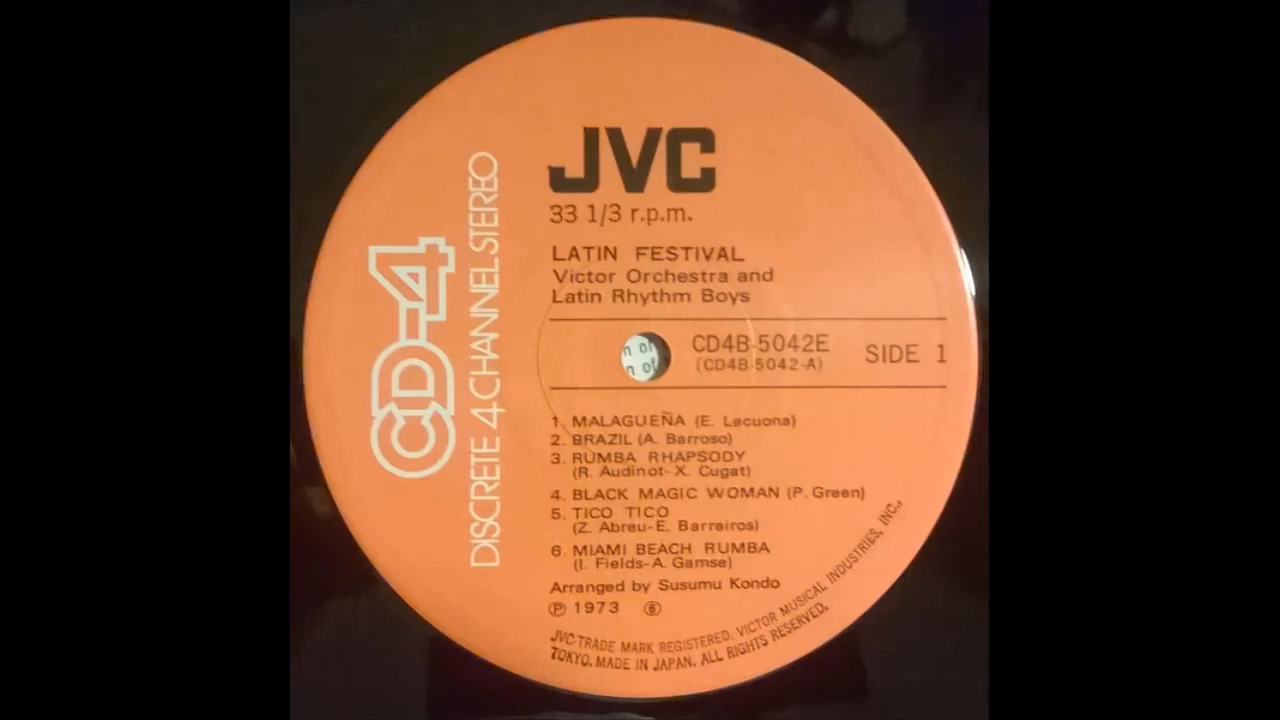 JVC
33 1/3 r.p.m.
LATIN FESTIVAL
Victor Orchestra and
Latin Rhythm Boys
CD4B-5042E
(CD4B-5042-A)
SIDE 1
1. MALAGUEÑA (E. Lecuona)
2. BRAZIL (A. Barroso)
3. RUMBA RHAPSODY
(R. Audinot-X. Cugat)
4. BLACK MAGIC WOMAN (P. Green)
5. TICO TICO
(Z. Abreu-E. Barreiros)
6. MIAMI BEACH RUMBA
(I. Fields-A. Gamse)
Arranged by Susumu Kondo
Ⓟ 1973 ⑥
JVC-TRADE MARK REGISTERED. VICTOR MUSICAL INDUSTRIES, INC.,
TOKYO. MADE IN JAPAN. ALL RIGHTS RESERVED.
CD-4
DISCRETE 4 CHANNEL STEREO